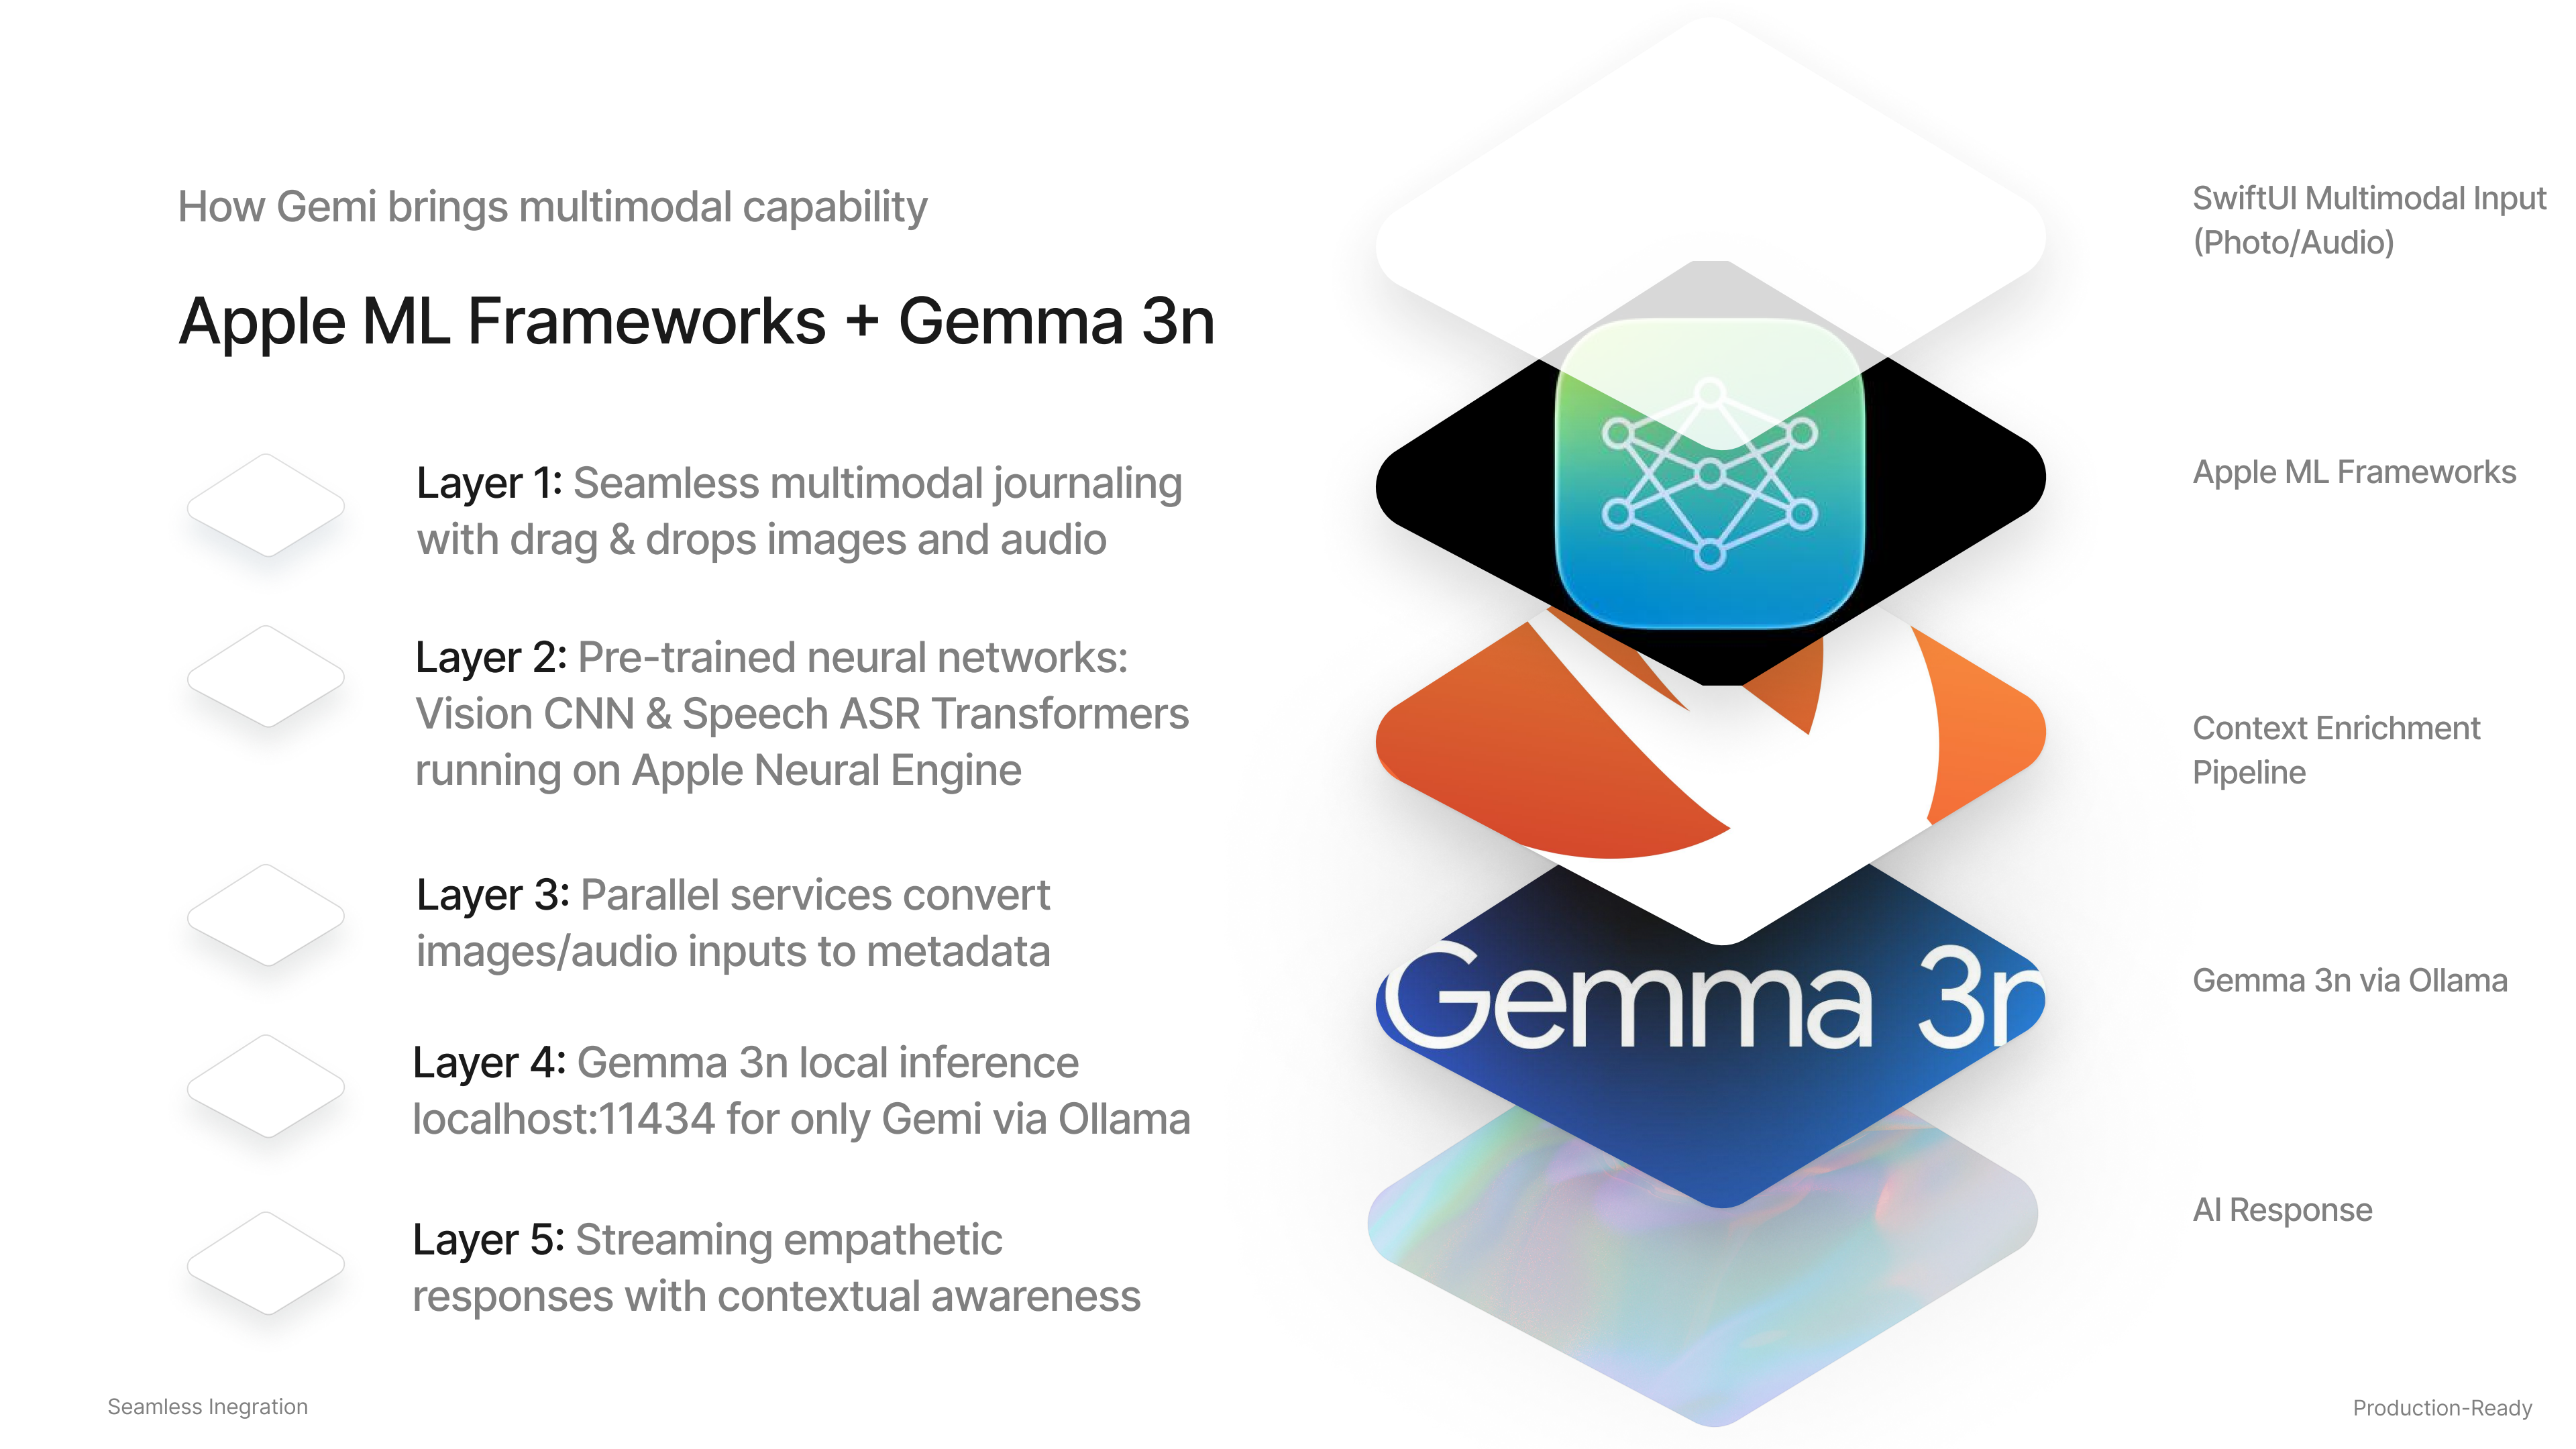 How Gemi brings multimodal capability
Apple ML Frameworks + Gemma 3n
Layer 1: Seamless multimodal journaling
with drag & drops images and audio
Layer 2: Pre-trained neural networks:
Vision CNN & Speech ASR Transformers
running on Apple Neural Engine
Layer 3: Parallel services convert
images/audio inputs to metadata
Layer 4: Gemma 3n local inference
localhost:11434 for only Gemi via Ollama
Layer 5: Streaming empathetic
responses with contextual awareness
Gemma 3n
SwiftUI Multimodal Input
(Photo/Audio)
Apple ML Frameworks
Context Enrichment
Pipeline
Gemma 3n via Ollama
AI Response
Seamless Inegration
Production-Ready